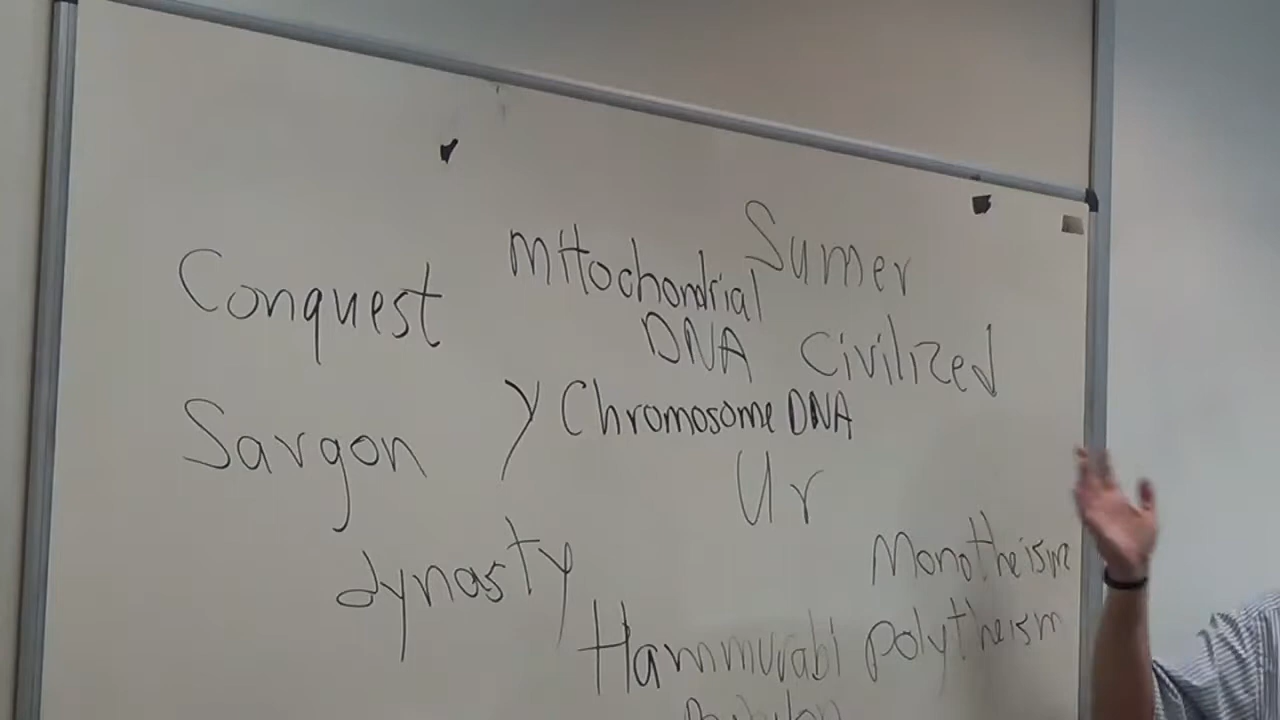 Sumer
mitochondrial
DNA
Conquest
Civilized
Y Chromosome DNA
Sargon
Ur
dynasty
Monotheism
Hammurabi
polytheism